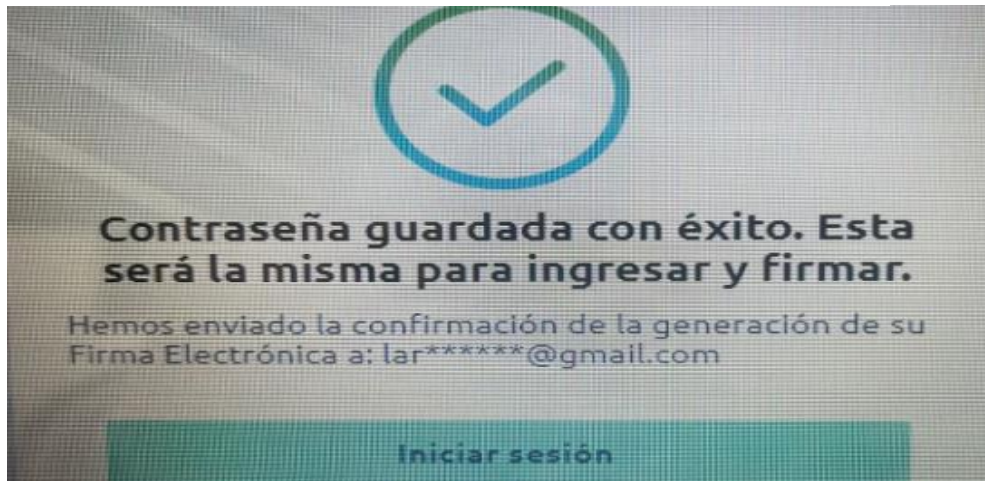 Contraseña guardada con éxito. Esta
será la misma para ingresar y firmar.
Hemos enviado la confirmación de la generación de su
Firma Electrónica a: lar******@gmail.com
Iniciar sesión